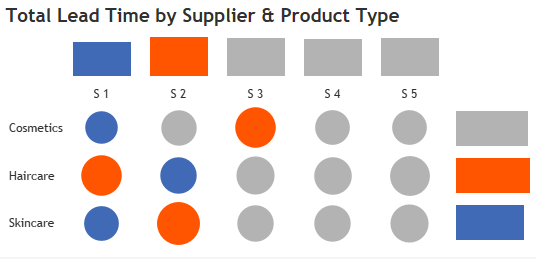 Total Lead Time by Supplier & Product Type
S 1 S 2 S 3 S 4 S 5
Cosmetics
Haircare
Skincare